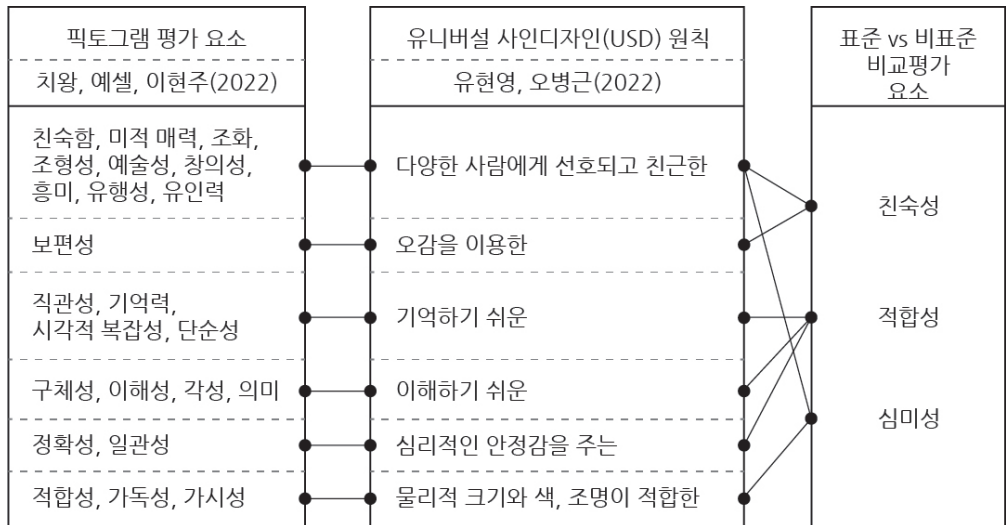 픽토그램 평가 요소
치왕, 예셀, 이현주(2022)
친숙함, 미적 매력, 조화,
조형성, 예술성, 창의성,
흥미, 유행성, 유인력
보편성
직관성, 기억력,
시각적 복잡성, 단순성
구체성, 이해성, 각성, 의미
정확성, 일관성
적합성, 가독성, 가시성
유니버설 사인디자인(USD) 원칙
유현영, 오병근(2022)
다양한 사람에게 선호되고 친근한
오감을 이용한
기억하기 쉬운
이해하기 쉬운
심리적인 안정감을 주는
물리적 크기와 색, 조명이 적합한
표준 vs 비표준
비교평가
요소
친숙성
적합성
심미성